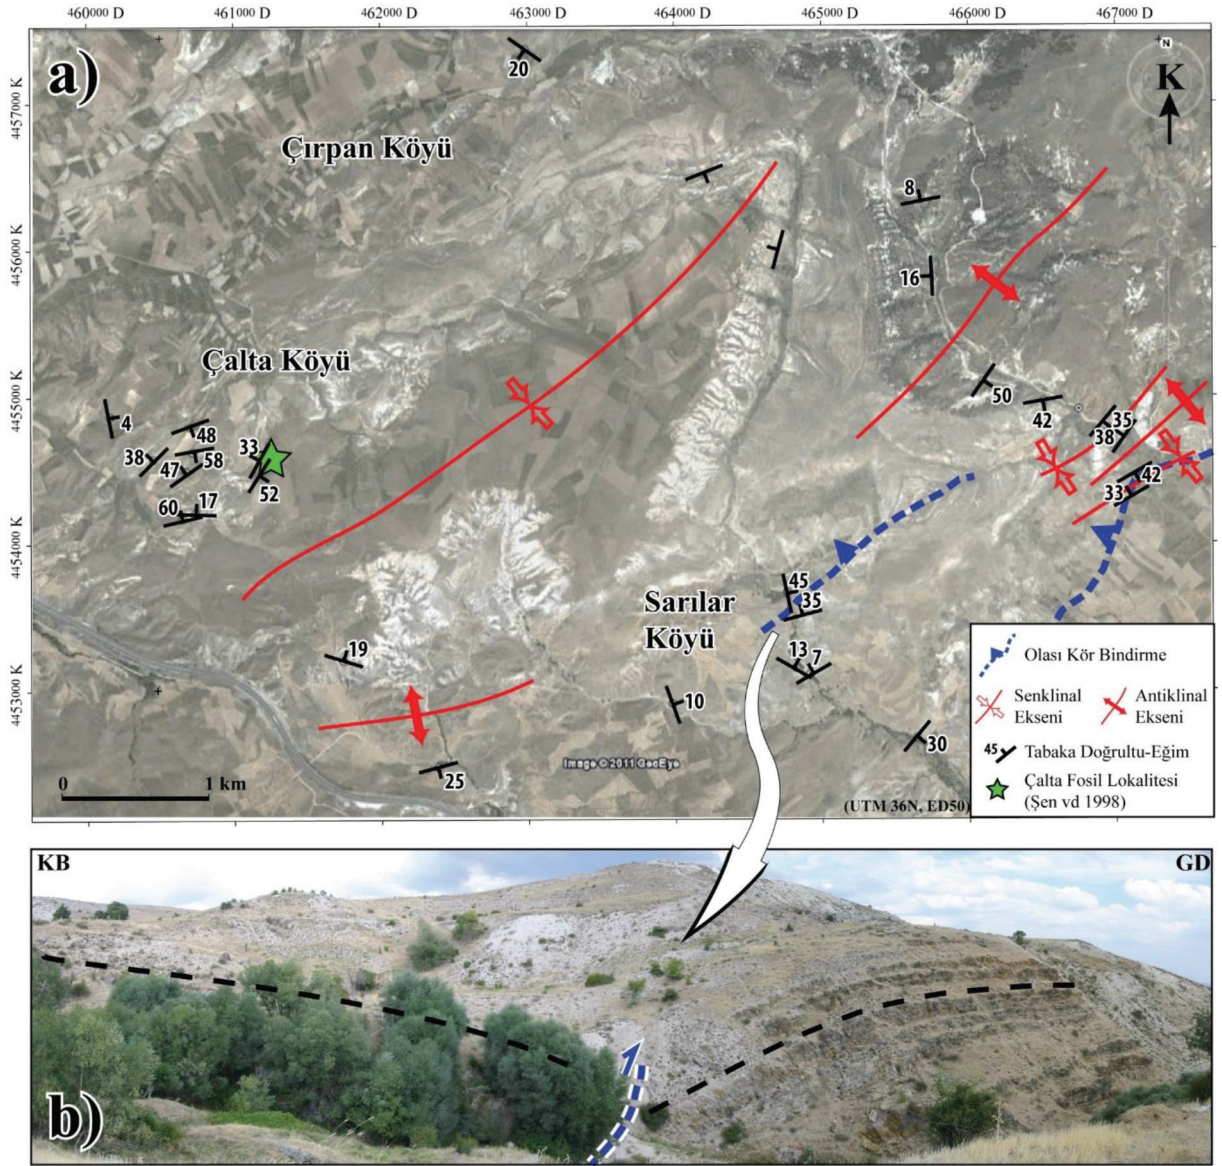 460000 D
461000 D
462000 D
463000 D
464000 D
465000 D
466000 D
467000 D
a)
N
K
4457000 K
4456000 K
4455000 K
4454000 K
4453000 K
20
Çırpan Köyü
8
16
Çalta Köyü
50
4
42
35
38
48
33
38
47
58
52
42
33
17
60
45
35
Sarılar
Köyü
13
7
19
10
30
25
Image © 2011 GeoEye
0
1 km
(UTM 36N, ED50)
Olası Kör Bindirme
Senklinal
Ekseni
Antiklinal
Ekseni
45
Tabaka Doğrultu-Eğim
Çalta Fosil Lokalitesi
(Şen vd 1998)
KB
GD
b)